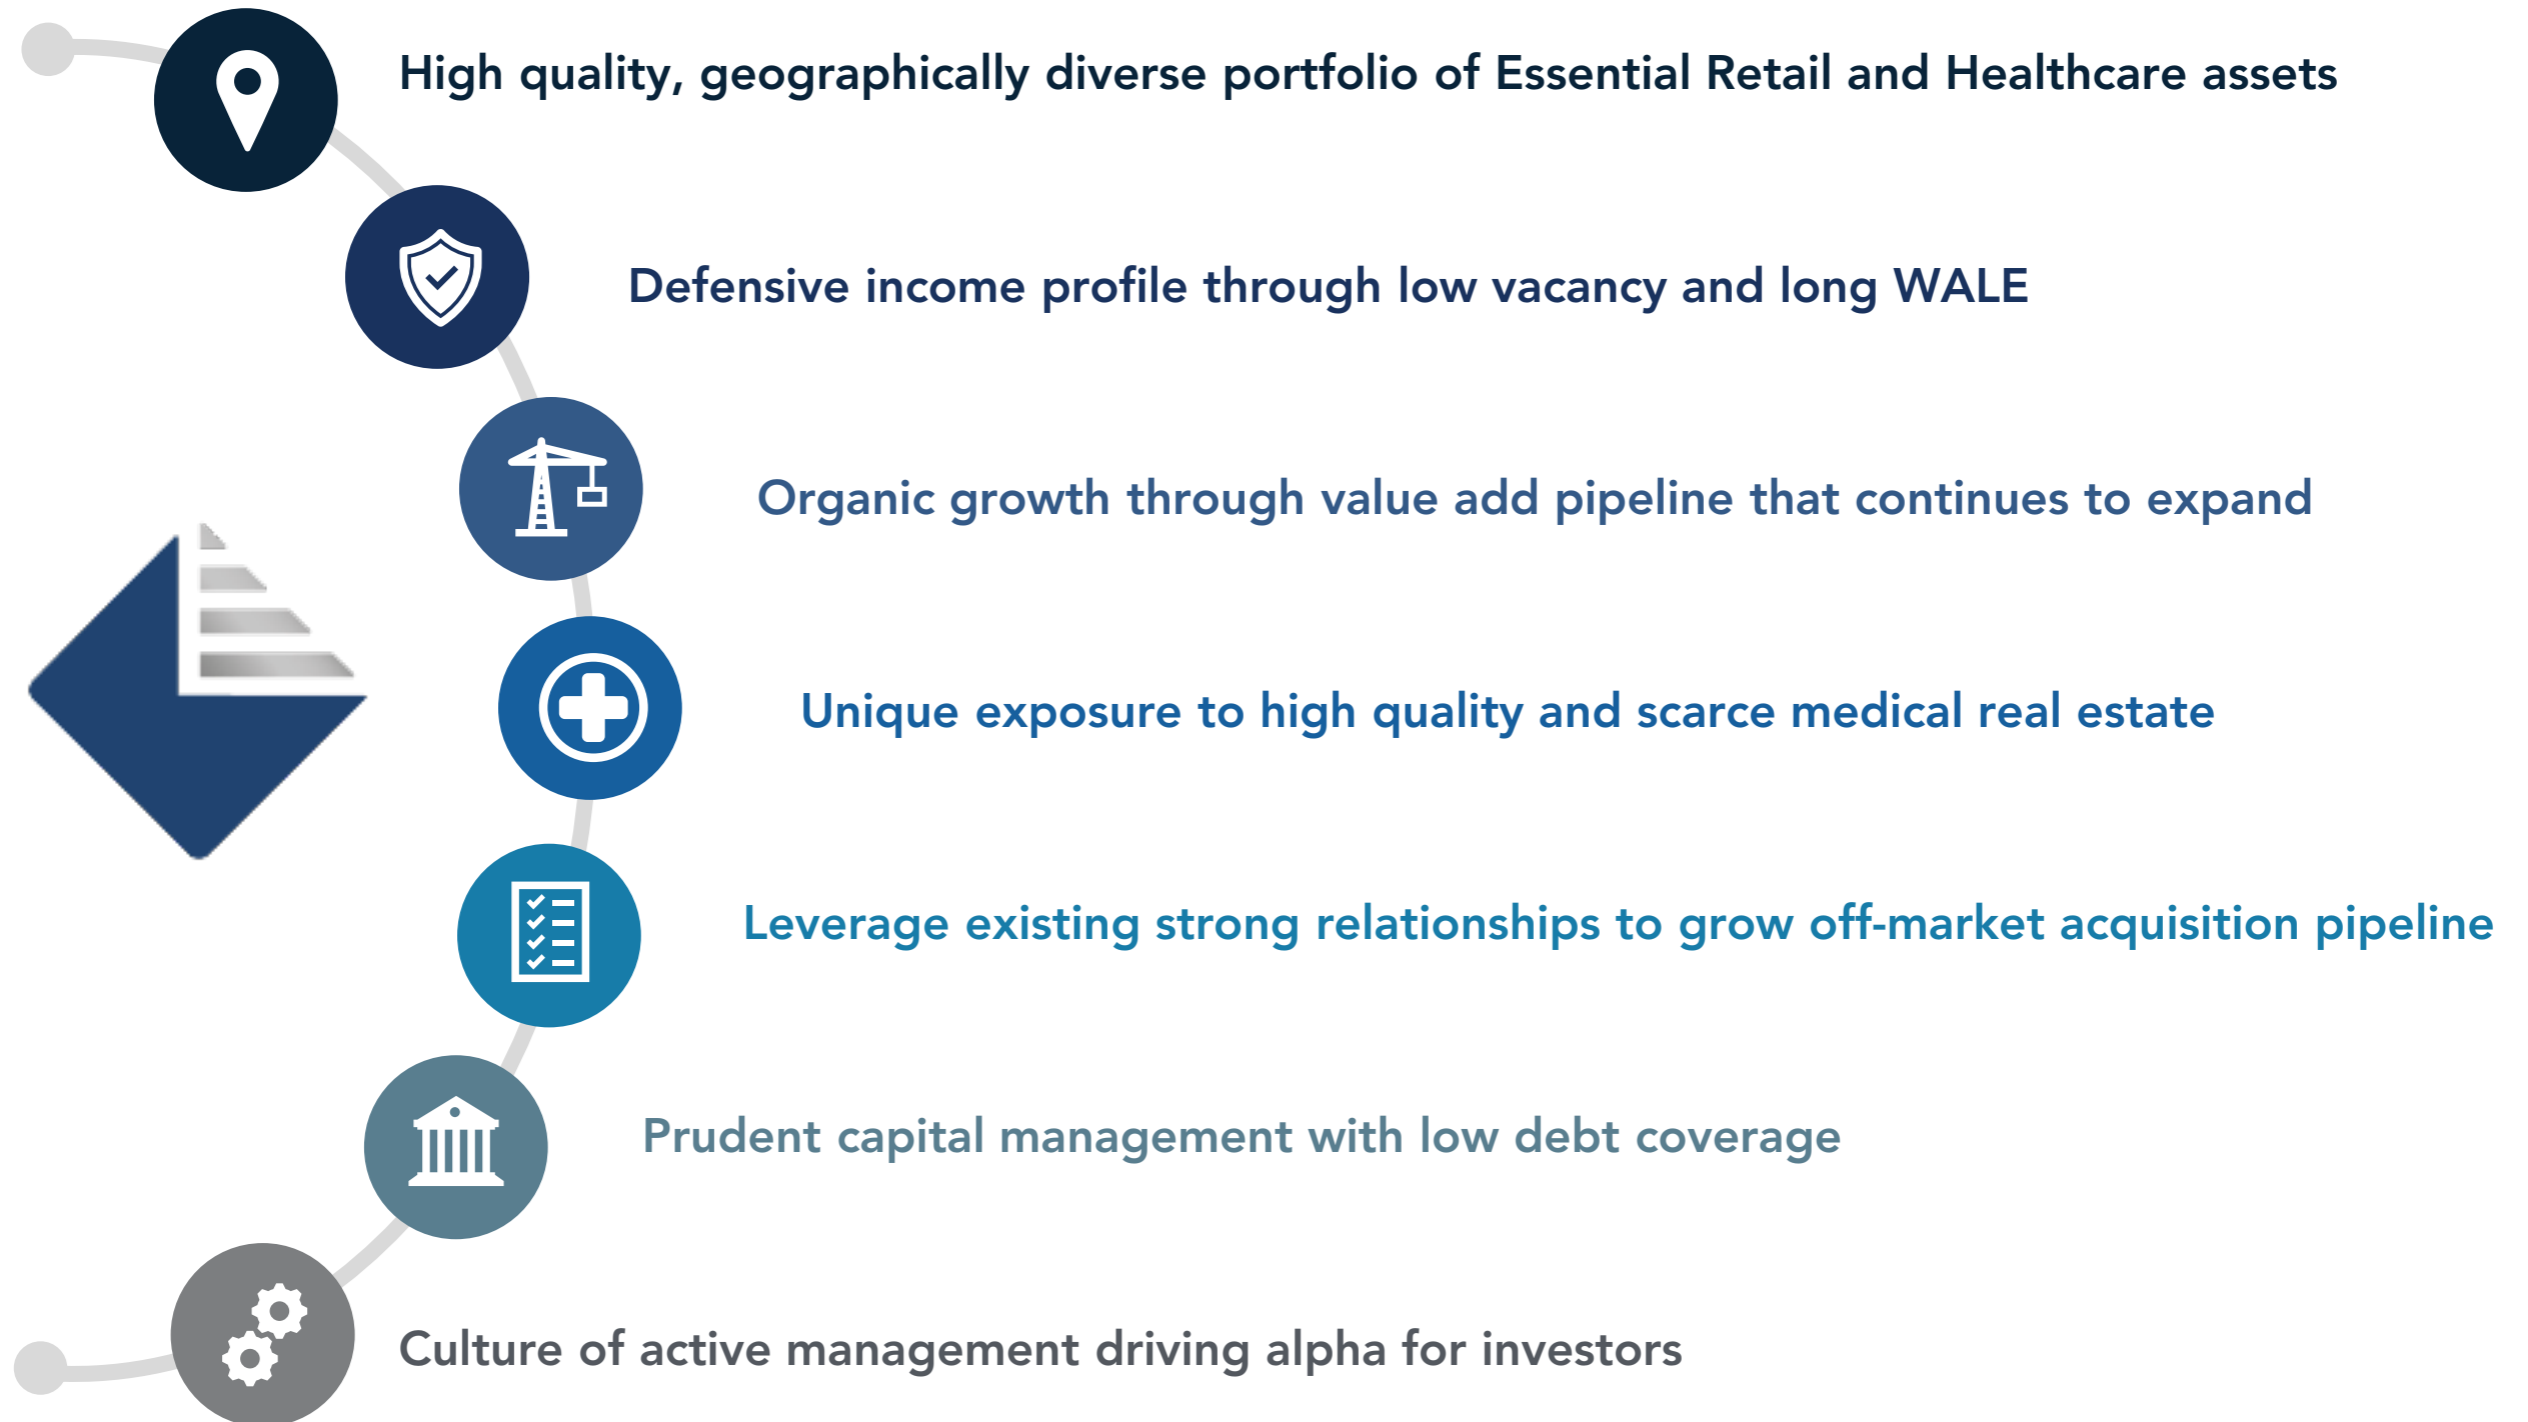 High quality, geographically diverse portfolio of Essential Retail and Healthcare assets
Defensive income profile through low vacancy and long WALE
Organic growth through value add pipeline that continues to expand
Unique exposure to high quality and scarce medical real estate
Leverage existing strong relationships to grow off-market acquisition pipeline
Prudent capital management with low debt coverage
Culture of active management driving alpha for investors